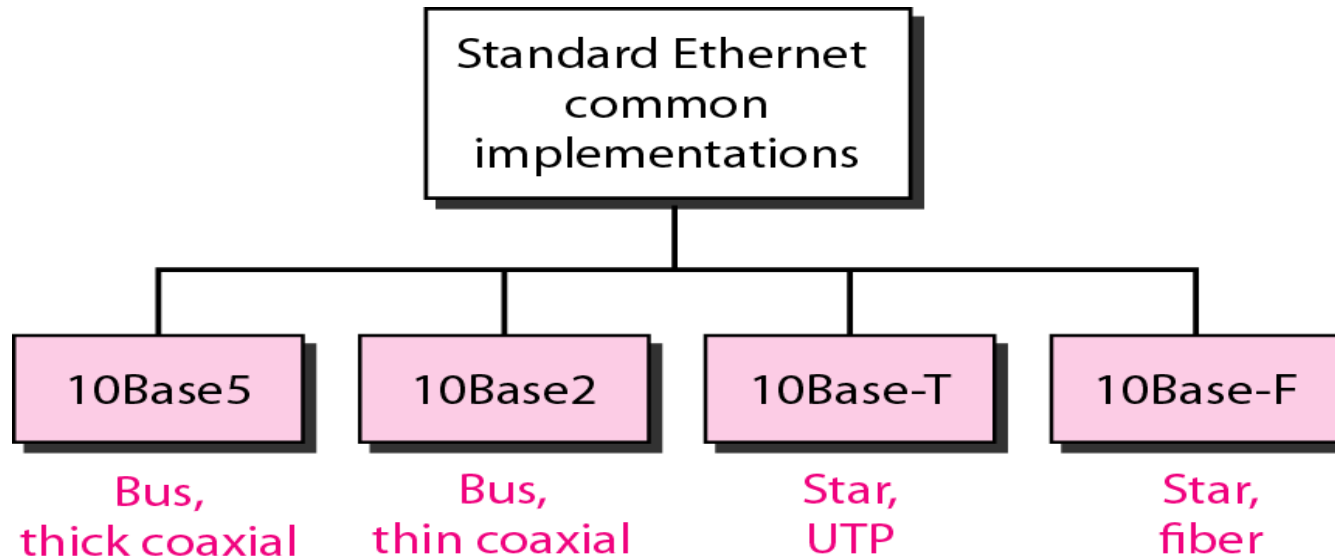 Standard Ethernet
common
implementations
10Base5
10Base2
10Base-T
10Base-F
Bus,
thick coaxial
Bus,
thin coaxial
Star,
UTP
Star,
fiber